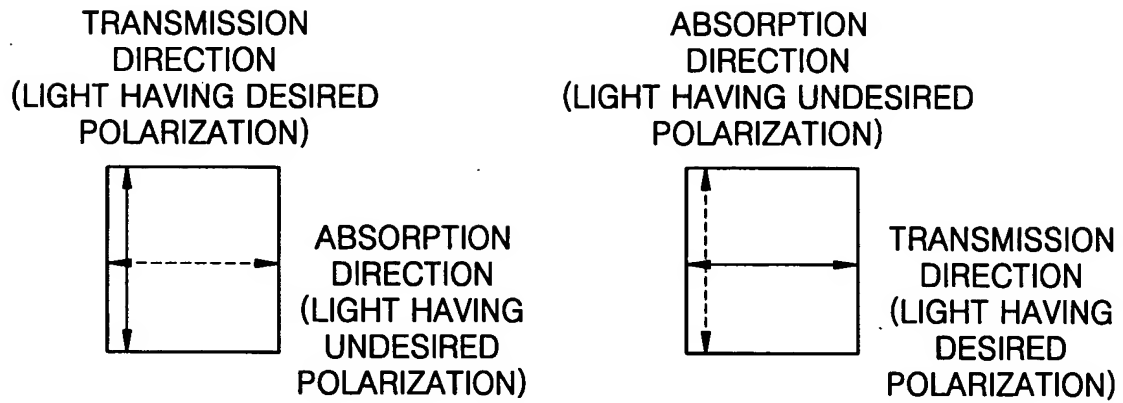 TRANSMISSION
DIRECTION
(LIGHT HAVING DESIRED
POLARIZATION)
ABSORPTION
DIRECTION
(LIGHT HAVING
UNDESIRED
POLARIZATION)
ABSORPTION
DIRECTION
(LIGHT HAVING UNDESIRED
POLARIZATION)
TRANSMISSION
DIRECTION
(LIGHT HAVING
DESIRED
POLARIZATION)